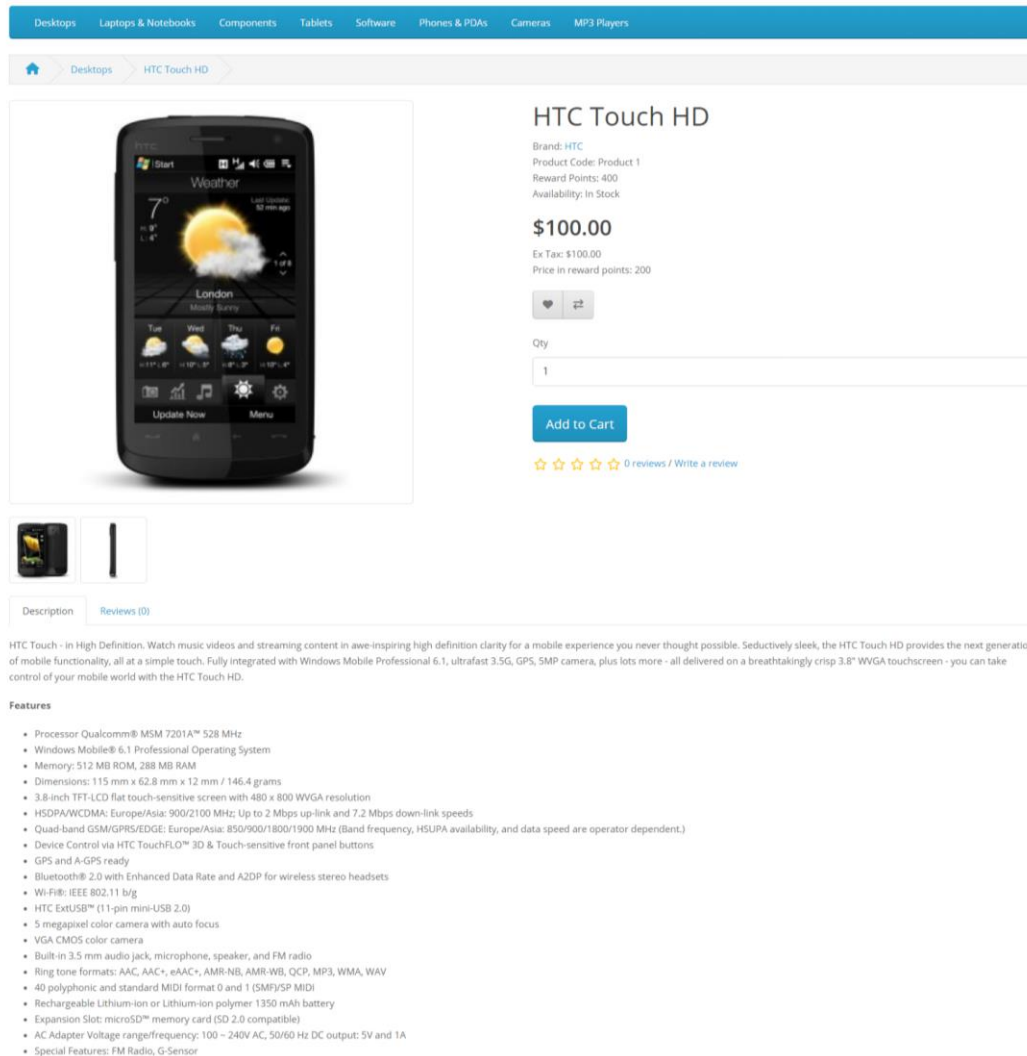 Desktops Laptops & Notebooks Components Tablets Software Phones & PDAs Cameras MP3 Players
Desktops HTC Touch HD
hTC
Start
Weather
7°
Last Update:
52 min ago
H: 9°
L: 4°
1 of 8
London
Mostly Sunny
Tue Wed Thu Fri
Update Now Menu
HTC Touch HD
Brand: HTC
Product Code: Product 1
Reward Points: 400
Availability: In Stock
$100.00
Ex Tax: $100.00
Price in reward points: 200
Qty
1
Add to Cart
0 reviews / Write a review
Description Reviews (0)
HTC Touch - in High Definition. Watch music videos and streaming content in awe-inspiring high definition clarity for a mobile experience you never thought possible. Seductively sleek, the HTC Touch HD provides the next generatio
of mobile functionality, all at a simple touch. Fully integrated with Windows Mobile Professional 6.1, ultrafast 3.5G, GPS, 5MP camera, plus lots more - all delivered on a breathtakingly crisp 3.8" WVGA touchscreen - you can take
control of your mobile world with the HTC Touch HD.
Features
• Processor Qualcomm® MSM 7201A™ 528 MHz
• Windows Mobile® 6.1 Professional Operating System
• Memory: 512 MB ROM, 288 MB RAM
• Dimensions: 115 mm x 62.8 mm x 12 mm / 146.4 grams
• 3.8-inch TFT-LCD flat touch-sensitive screen with 480 x 800 WVGA resolution
• HSDPA/WCDMA: Europe/Asia: 900/2100 MHz; Up to 2 Mbps up-link and 7.2 Mbps down-link speeds
• Quad-band GSM/GPRS/EDGE: Europe/Asia: 850/900/1800/1900 MHz (Band frequency, HSUPA availability, and data speed are operator dependent.)
• Device Control via HTC TouchFLO™ 3D & Touch-sensitive front panel buttons
• GPS and A-GPS ready
• Bluetooth® 2.0 with Enhanced Data Rate and A2DP for wireless stereo headsets
• Wi-Fi®: IEEE 802.11 b/g
• HTC ExtUSB™ (11-pin mini-USB 2.0)
• 5 megapixel color camera with auto focus
• VGA CMOS color camera
• Built-in 3.5 mm audio jack, microphone, speaker, and FM radio
• Ring tone formats: AAC, AAC+, eAAC+, AMR-NB, AMR-WB, QCP, MP3, WMA, WAV
• 40 polyphonic and standard MIDI format 0 and 1 (SMF)/SP MIDI
• Rechargeable Lithium-ion or Lithium-ion polymer 1350 mAh battery
• Expansion Slot: microSD™ memory card (SD 2.0 compatible)
• AC Adapter Voltage range/frequency: 100 ~ 240V AC, 50/60 Hz DC output: 5V and 1A
• Special Features: FM Radio, G-Sensor